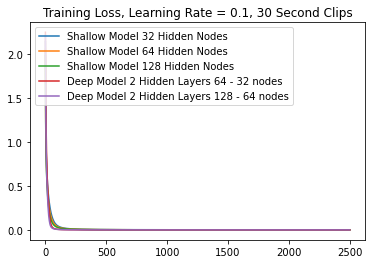 Training Loss, Learning Rate = 0.1, 30 Second Clips
Shallow Model 32 Hidden Nodes
Shallow Model 64 Hidden Nodes
Shallow Model 128 Hidden Nodes
Deep Model 2 Hidden Layers 64 - 32 nodes
Deep Model 2 Hidden Layers 128 - 64 nodes
2.0
1.5
1.0
0.5
0.0
0 500 1000 1500 2000 2500